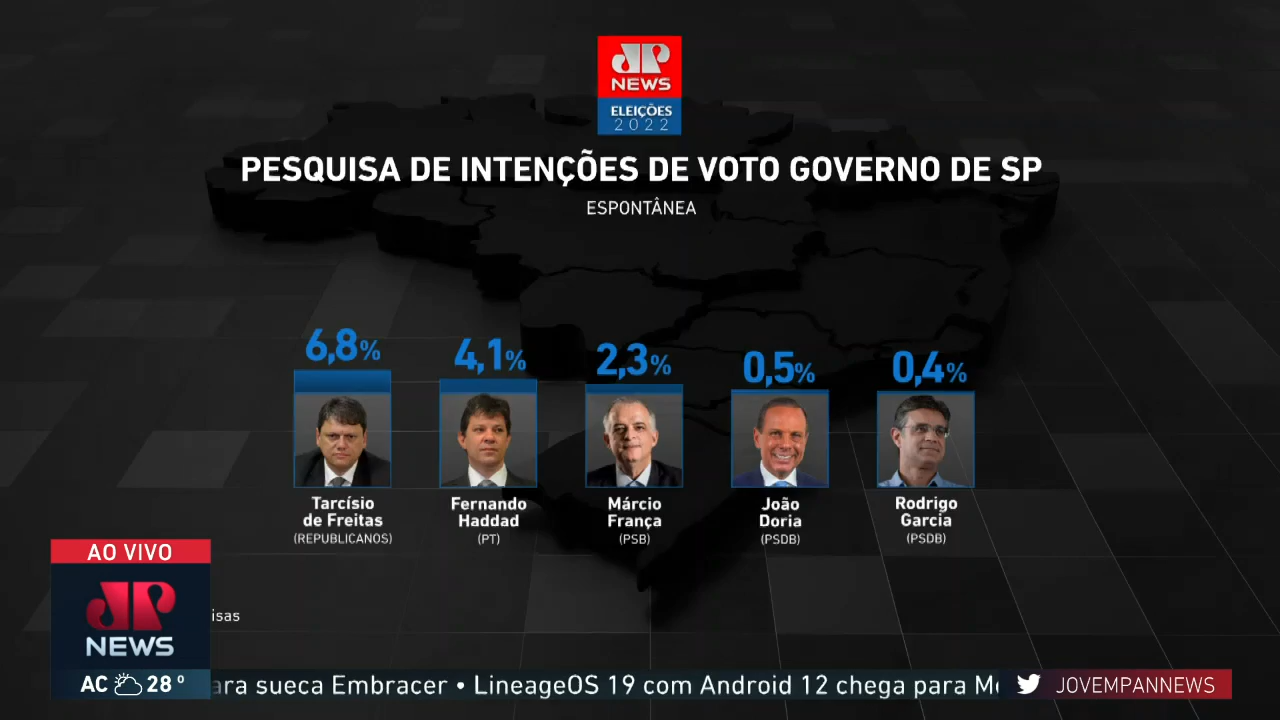 JP
NEWS
ELEIÇÕES
2022
PESQUISA DE INTENÇÕES DE VOTO GOVERNO DE SP
ESPONTÂNEA
6,8% 4,1% 2,3% 0,5% 0,4%
Tarcísio de Freitas (REPUBLICANOS)
Fernando Haddad (PT)
Márcio França (PSB)
João Doria (PSDB)
Rodrigo Garcia (PSDB)
AO VIVO
JP
NEWS
isas
AC 28° ara sueca Embracer • LineageOS 19 com Android 12 chega para JOVEMPANNEWS